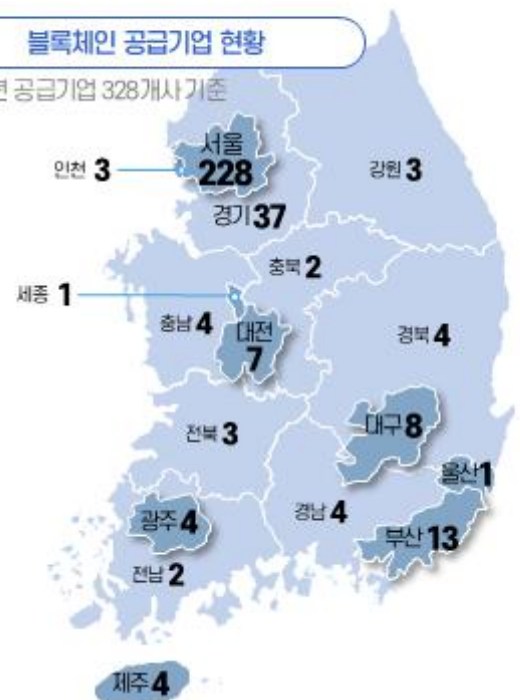 블록체인 공급기업 현황
공급기업 328개사 기준
서울
228
인천 3
강원 3
경기 37
충북 2
세종 1
충남 4
대전
7
경북 4
전북 3
대구 8
울산 1
광주 4
경남 4
부산 13
전남 2
제주 4